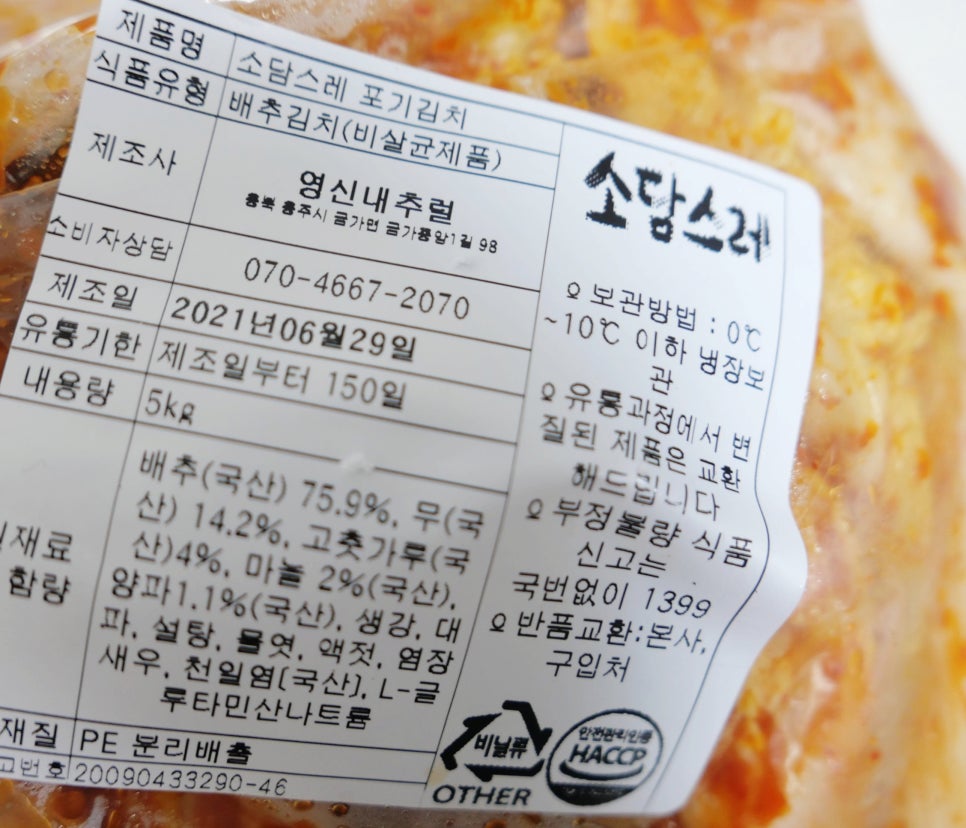 제품명 소담스레 포기김치
식품유형 배추김치(비살균제품)
제조사 영신내추럴
충북 충주시 금가면 금가중앙1길 98
소비자상담 070-4667-2070
제조일 2021년06월29일
유통기한 제조일부터 150일
내용량 5kg
재료
함량
배추(국산) 75.9%, 무(국
산) 14.2%, 고춧가루(국
산)4%, 마늘 2%(국산),
양파1.1%(국산), 생강, 대
파, 설탕, 물엿, 액젓, 염장
새우, 천일염[국산], L-글
루타민산나트륨
재질 PE 분리배출
고번호 20090433290-46
소담스레
보관방법 : 0℃
~10℃ 이하 냉장보
관
유통과정에서 변
질된 제품은 교환
해드립니다
부정불량 식품
신고는
국번없이 1399
반품교환:본사,
구입처
비닐류
OTHER
안전관리인증
HACCP